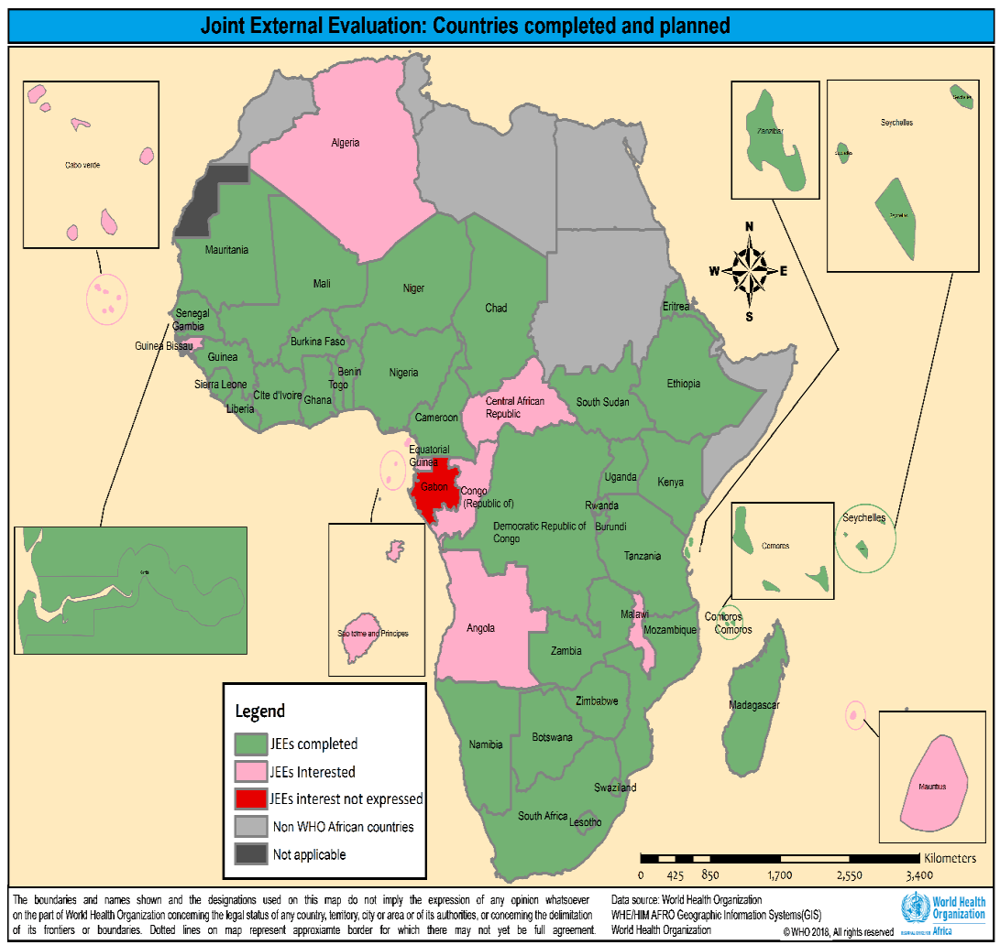 Joint External Evaluation: Countries completed and planned
Cabo verde
Algeria
Zanzibar
Seychelles
Seychelles
Seychelles
N
W
E
S
Mauritania
Mali
Niger
Chad
Eritrea
Senegal
Gambia
Guinea Bissau
Guinea
Burkina Faso
Benin
Togo
Nigeria
Ethiopia
Sierra Leone
Liberia
CIte d'Ivoire
Ghana
Cameroon
Central African
Republic
South Sudan
Equatorial
Guinea
Gabon
Congo
(Republic of)
Uganda
Kenya
Rwanda
Burundi
Democratic Republic of
Congo
Tanzania
Seychelles
Comoros
Comoros
Comoros
Sao tome and Principes
Angola
Malawi
Mozambique
Zambia
Zimbabwe
Madagascar
Namibia
Botswana
Swaziland
South Africa
Lesotho
Mauritius
Legend
JEEs completed
JEEs Interested
JEEs interest not expressed
Non WHO African countries
Not applicable
Kilometers
0 425 850 1,700 2,550 3,400
The boundaries and names shown and the designations used on this map do not imply the expression of any opinion whatsoever
on the part of World Health Organization concerning the legal status of any country, territory, city or area or of its authorities, or concerning the delimitation
of its frontiers or boundaries. Dotted lines on map represent approxiamte border for which there may not yet be full agreement.
Data source: World Health Organization
WHE/HIM AFRO Geographic Information Systems(GIS)
World Health Organization
© WHO 2018, All rights reserved
World Health
Organization
REGIONAL OFFICE FOR Africa